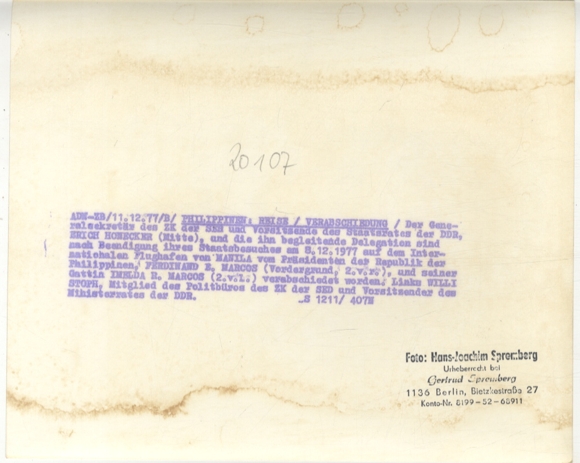 20107
ADN-ZB/11.12.77/B/ PHILIPPINEN: REISE / VERABSCHIEDUNG / Der Gene-
ralsekretär des ZK der SED und Vorsitzende des Staatsrates der DDR,
ERICH HONECKER (Mitte), und die ihn begleitende Delegation sind
nach Beendigung ihres Staatsbesuches am 8.12.1977 auf dem Inter-
nationalen Flughafen von MANILA vom Präsidenten der Republik der
Philippinen, FERDINAND E. MARCOS (Vordergrund, 2.v.r.), und seiner
Gattin IMELDA R. MARCOS (2.v.l.) verabschiedet worden. Links WILLI
STOPH, Mitglied des Politbüros des ZK der SED und Vorsitzender des
Ministerrates der DDR. S 1211/ 407N
Foto: Hans-Joachim Spremberg
Urheberrecht bei
Gertrud Spremberg
1136 Berlin, Bietzkestraße 27
Konto-Nr. 6199-52-65911